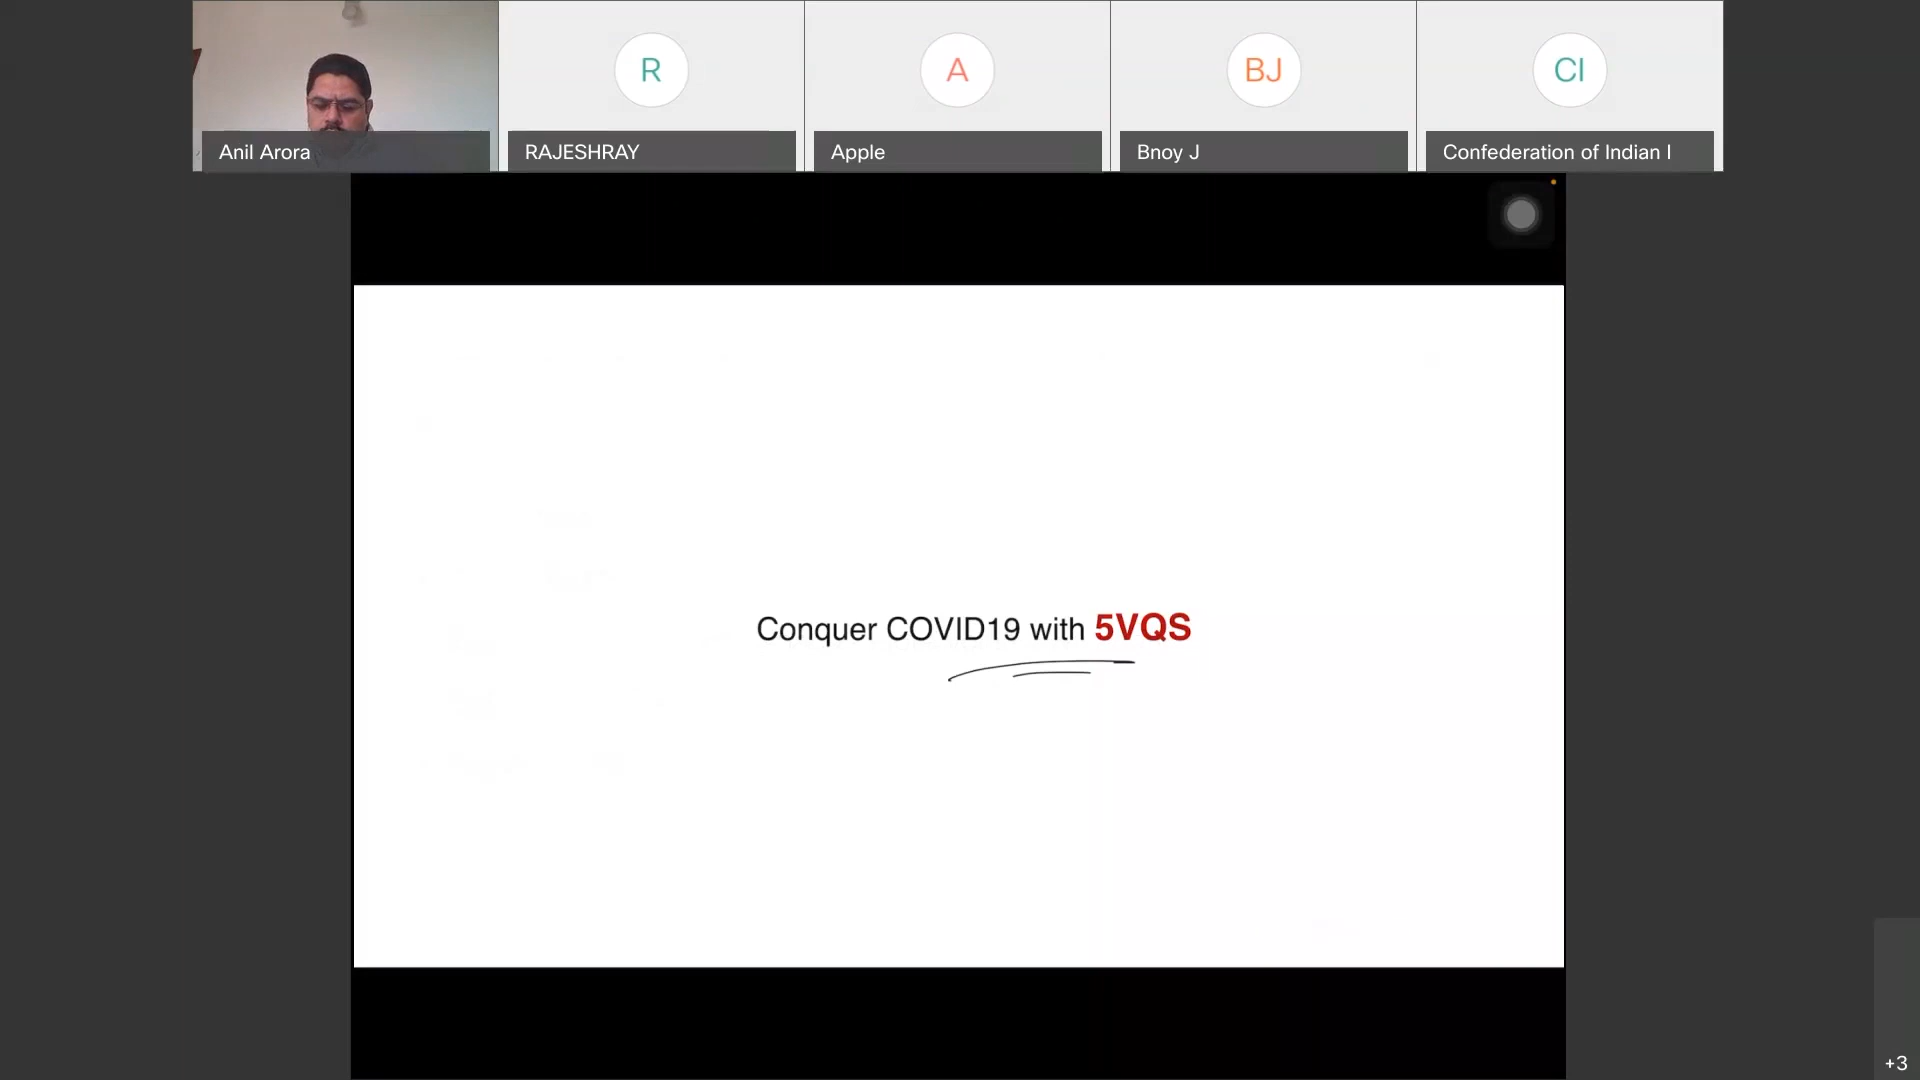 R
A
BJ
CI
Anil Arora
RAJESHRAY
Apple
Bnoy J
Confederation of Indian I
Conquer COVID19 with 5VQS
+3